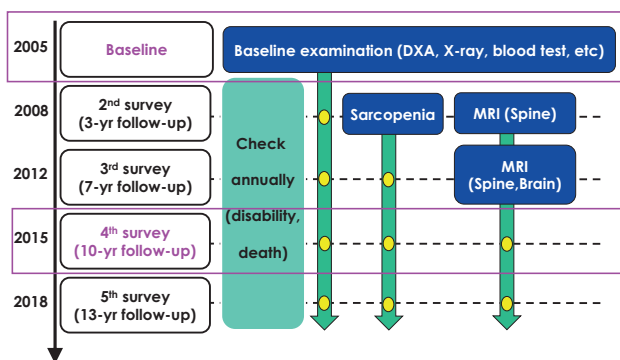 2005
Baseline
Baseline examination (DXA, X-ray, blood test, etc)
2008
2nd survey
(3-yr follow-up)
Sarcopenia
MRI (Spine)
Check
annually
(disability,
death)
2012
3rd survey
(7-yr follow-up)
MRI
(Spine,Brain)
2015
4th survey
(10-yr follow-up)
2018
5th survey
(13-yr follow-up)